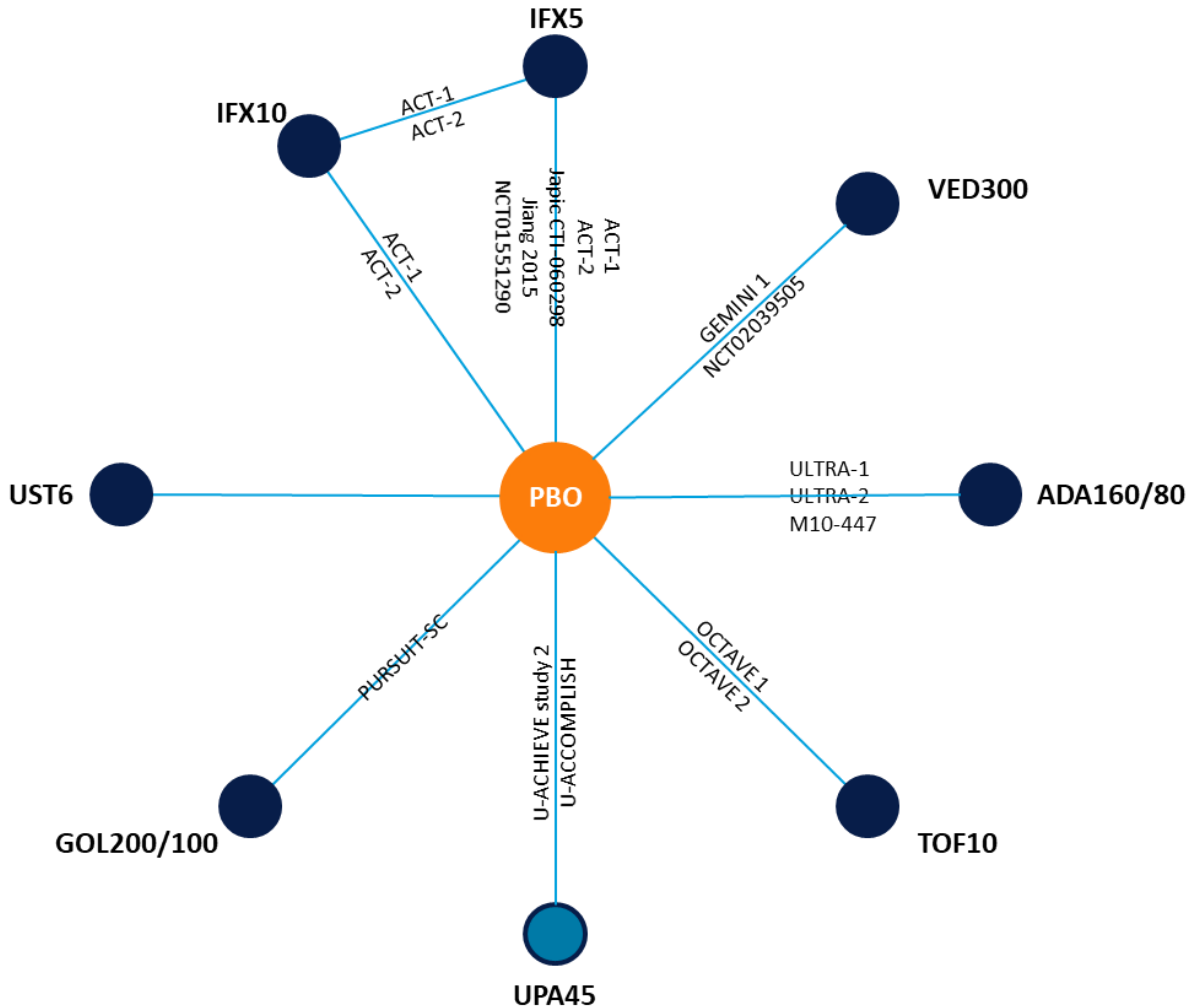 IFX5
IFX10
ACT-1
ACT-2
VED300
ACT-1
ACT-2
Japic CTI-060298
Jiang 2015
NCT01551290
ACT-1
ACT-2
GEMINI 1
NCT02039505
UST6
PBO
ULTRA-1
ULTRA-2
M10-447
ADA160/80
PURSUIT-SC
U-ACHIEVE study 2
U-ACCOMPLISH
OCTAVE 1
OCTAVE 2
GOL200/100
TOF10
UPA45